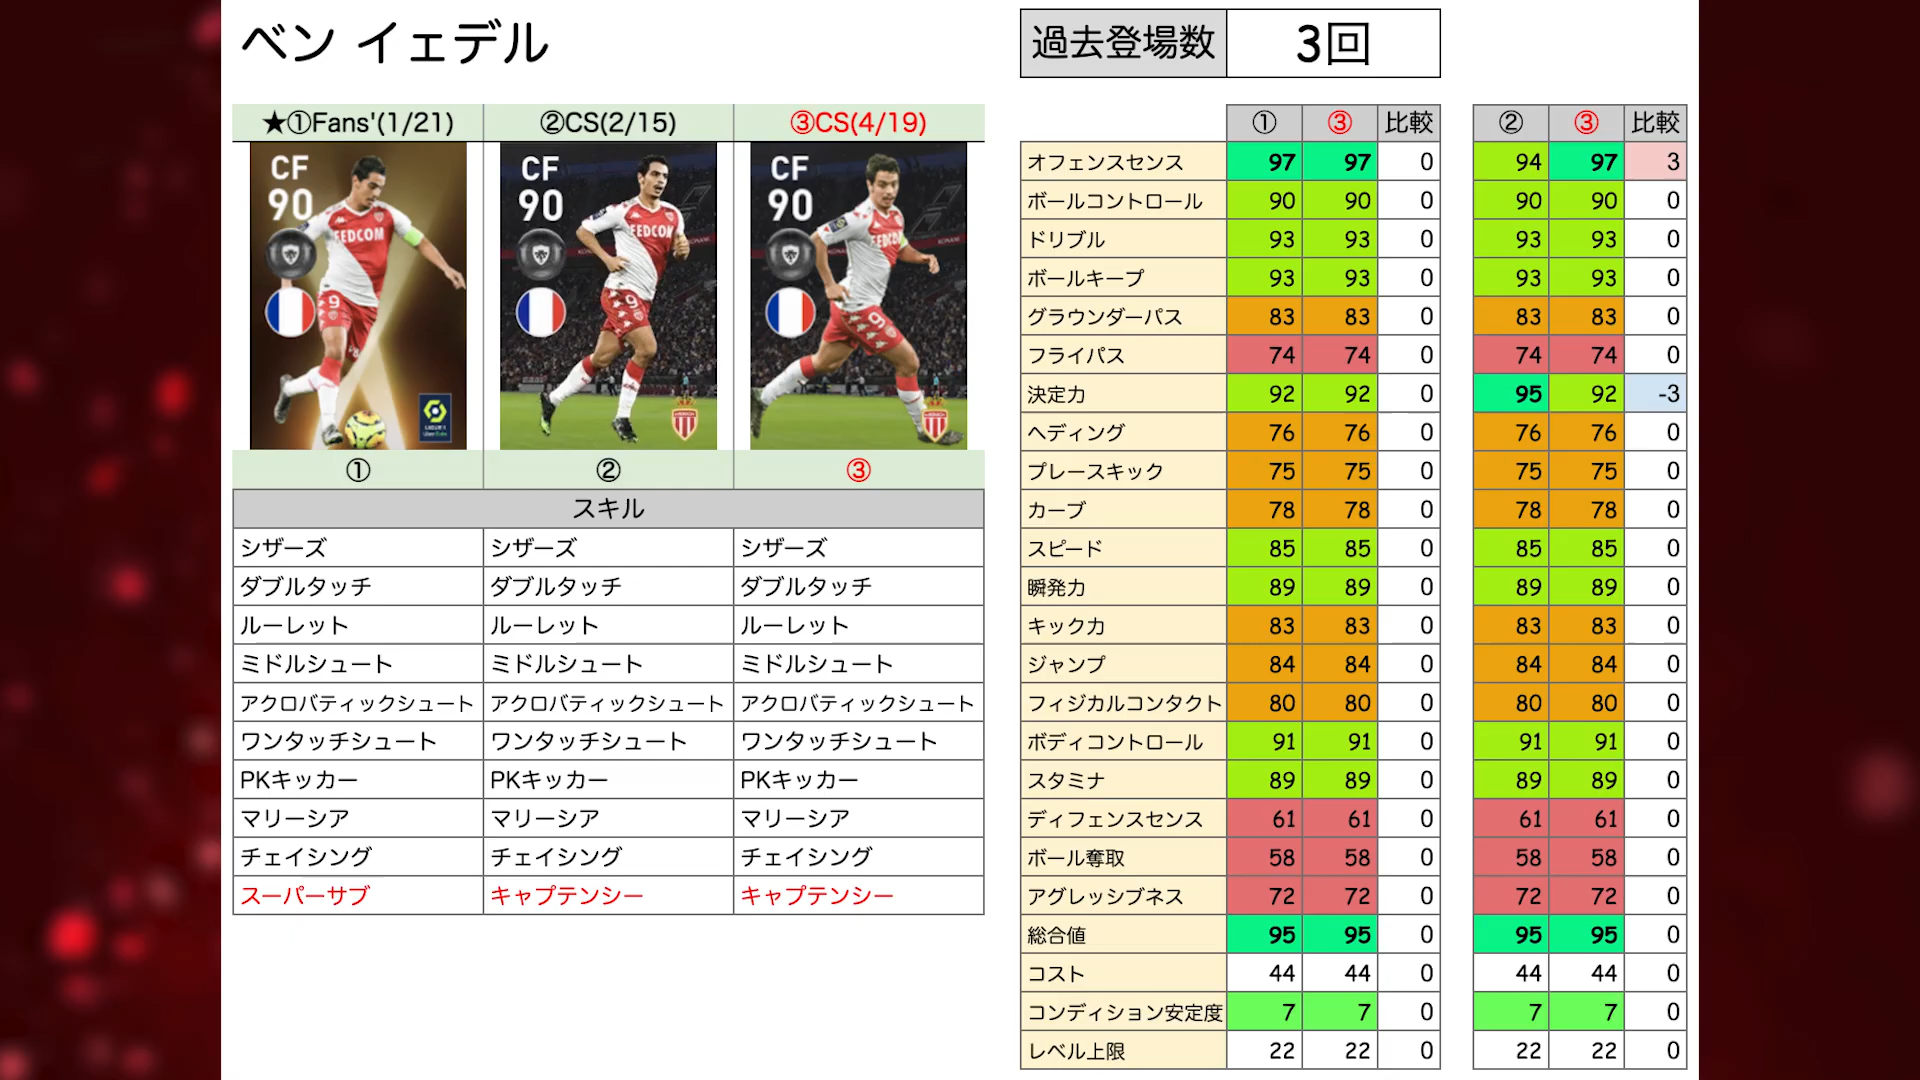 ベン イェデル
過去登場数 3回
★①Fans'(1/21) ②CS(2/15) ③CS(4/19)
CF 90 CF 90 CF 90
FEDCOM FEDCOM FEDCOM
① ② ③
スキル
シザーズ シザーズ シザーズ
ダブルタッチ ダブルタッチ ダブルタッチ
ルーレット ルーレット ルーレット
ミドルシュート ミドルシュート ミドルシュート
アクロバティックシュート アクロバティックシュート アクロバティックシュート
ワンタッチシュート ワンタッチシュート ワンタッチシュート
PKキッカー PKキッカー PKキッカー
マリーシア マリーシア マリーシア
チェイシング チェイシング チェイシング
スーパーサブ キャプテンシー キャプテンシー
① ③ 比較 ② ③ 比較
オフェンスセンス 97 97 0 94 97 3
ボールコントロール 90 90 0 90 90 0
ドリブル 93 93 0 93 93 0
ボールキープ 93 93 0 93 93 0
グラウンダーパス 83 83 0 83 83 0
フライパス 74 74 0 74 74 0
決定力 92 92 0 95 92 -3
ヘディング 76 76 0 76 76 0
プレースキック 75 75 0 75 75 0
カーブ 78 78 0 78 78 0
スピード 85 85 0 85 85 0
瞬発力 89 89 0 89 89 0
キック力 83 83 0 83 83 0
ジャンプ 84 84 0 84 84 0
フィジカルコンタクト 80 80 0 80 80 0
ボディコントロール 91 91 0 91 91 0
スタミナ 89 89 0 89 89 0
ディフェンスセンス 61 61 0 61 61 0
ボール奪取 58 58 0 58 58 0
アグレッシブネス 72 72 0 72 72 0
総合値 95 95 0 95 95 0
コスト 44 44 0 44 44 0
コンディション安定度 7 7 0 7 7 0
レベル上限 22 22 0 22 22 0